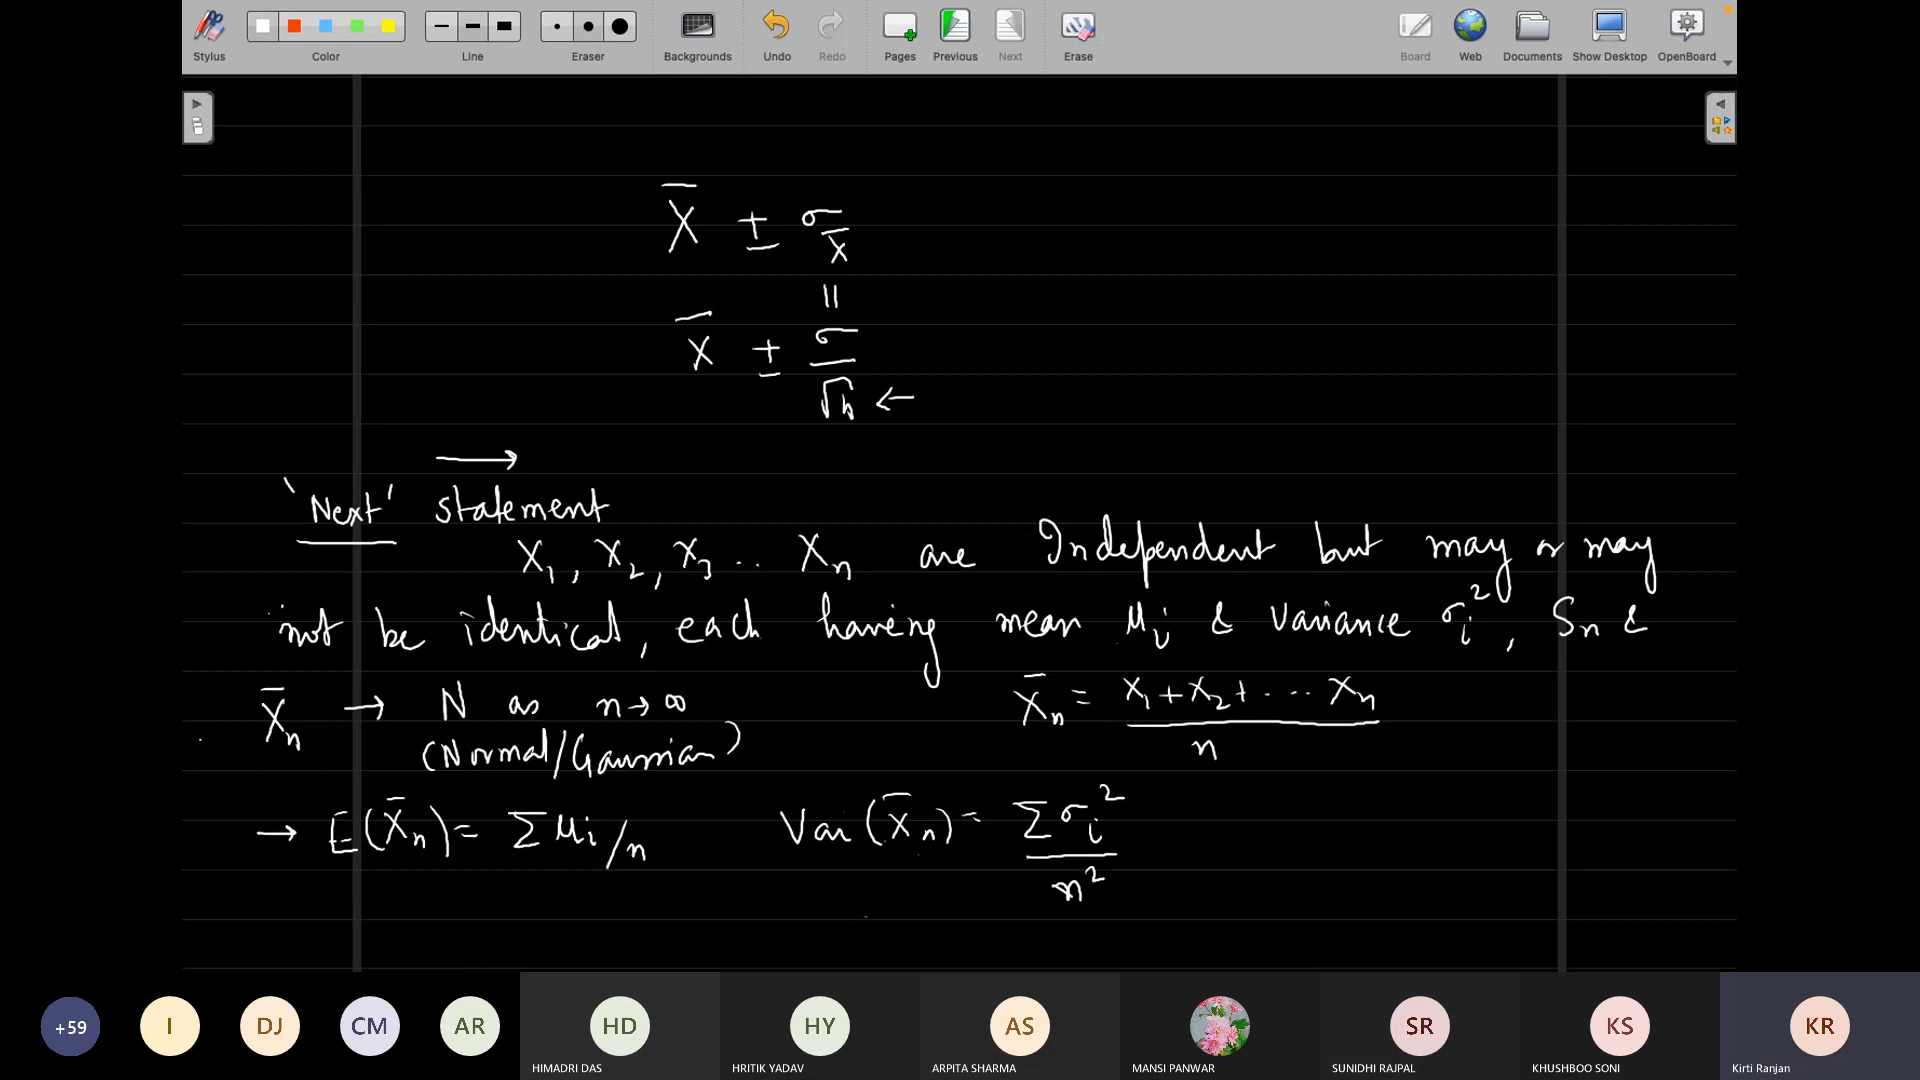 Stylus Color Line Eraser Backgrounds Undo Redo Pages Previous Next Erase Board Web Documents Show Desktop OpenBoard
X̄ ± σ_X̄
=
X̄ ± σ/√n ←
→
'Next' statement
X₁, X₂, X₃ .. Xₙ are Independent but may or may
not be identical, each having mean μᵢ & variance σᵢ², Sₙ &
X̄ₙ → N as n→∞ X̄ₙ = X₁+X₂+.... Xₙ / n
(Normal/Gaussian)
→ E(X̄ₙ) = Σμᵢ/n Var(X̄ₙ) = Σσᵢ² / n²
+59 I DJ CM AR HD HY AS SR KS KR
HIMADRI DAS HRITIK YADAV ARPITA SHARMA MANSI PANWAR SUNIDHI RAJPAL KHUSHBOO SONI Kirti Ranjan